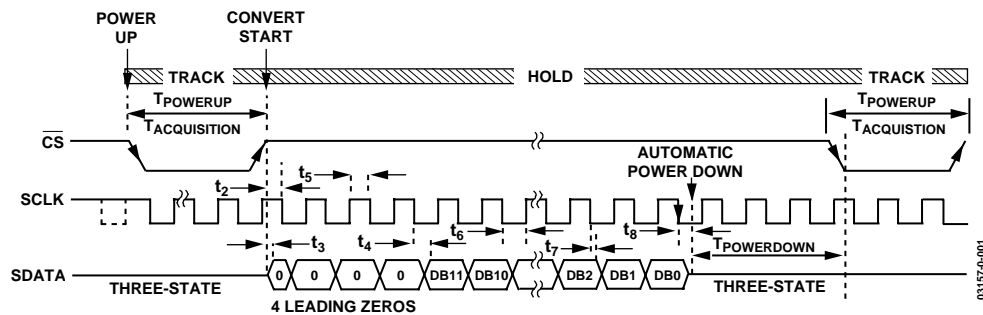 POWER UP
CONVERT START
TRACK
HOLD
TRACK
TPOWERUP
TACQUISITION
TPOWERUP
TACQUISITION
CS
AUTOMATIC POWER DOWN
t2
t5
SCLK
t3
t4
t6
t7
t8
TPOWERDOWN
SDATA
THREE-STATE
0
0
0
0
DB11
DB10
DB2
DB1
DB0
THREE-STATE
4 LEADING ZEROS
03157-0-001